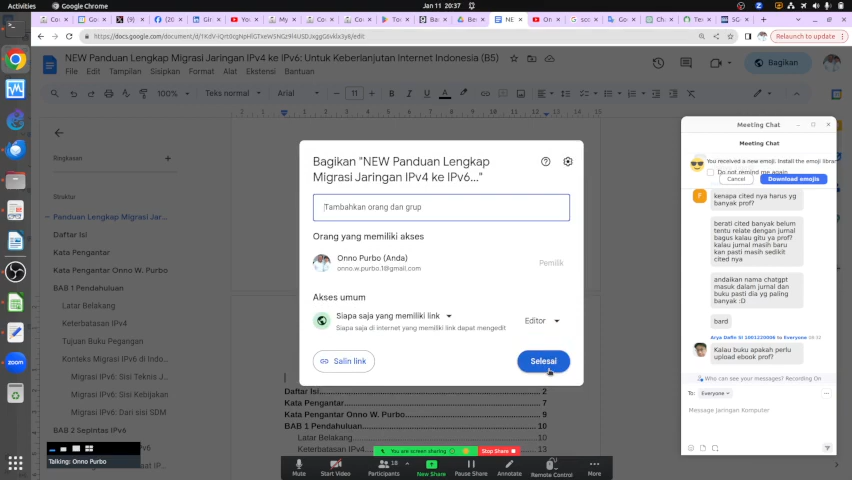 Activities
Google Chrome
Jan 11 20:37
NE
https://docs.google.com/document/d/
/edit
Relaunch to update
NEW Panduan Lengkap Migrasi Jaringan IPv4 ke IPv6: Untuk Keberlanjutan Internet Indonesia (B5)
File Edit Tampilan Sisipkan Format Alat Ekstensi Bantuan
Bagikan
100%
Teks normal
Arial
11
Ringkasan
Struktur
Panduan Lengkap Migrasi Jar...
Daftar Isi
Kata Pengantar
Kata Pengantar Onno W. Purbo
BAB 1 Pendahuluan
Latar Belakang
Keterbatasan IPv4
Tujuan Buku Pegangan
Konteks Migrasi IPv6 di Indo...
Migrasi IPv6: Sisi Teknis J...
Migrasi IPv6: Sisi Kebijakan
Migrasi IPv6: Dari sisi SDM
BAB 2 Sepintas IPv6
Bagikan "NEW Panduan Lengkap
Migrasi Jaringan IPv4 ke IPv6..."
Tambahkan orang dan grup
Orang yang memiliki akses
Onno Purbo (Anda)
onno.w.purbo.1@gmail.com
Pemilik
Akses umum
Siapa saja yang memiliki link
Siapa saja di internet yang memiliki link dapat mengedit
Editor
Salin link
Selesai
Daftar Isi 2
Kata Pengantar 7
Kata Pengantar Onno W. Purbo 9
BAB 1 Pendahuluan 10
Latar Belakang 10
Keterbatasan IPv4
Meeting Chat
Meeting Chat
You received a new emoji. Install the emoji librar
Do not remind me again
Cancel
Download emojis
F
kenapa cited nya harus yg
banyak prof?
berati cited banyak belum
tentu relate dengan jurnal
bagus kalau gitu ya prof?
kalau jurnal masih baru
kan pasti masih sedikit
cited nya
andaikan nama chatgpt
masuk dalam jurnal dan
buku pasti dia yg paling
banyak :D
bard
to Everyone
Kalau buku apakah perlu
upload ebook prof?
Who can see your messages? Recording On
To: Everyone
Message Jaringan Komputer
Talking: Onno Purbo
zoom
You are screen sharing
Stop Share
Mute
Start Video
Participants
18
New Share
Pause Share
Annotate
Remote Control
More